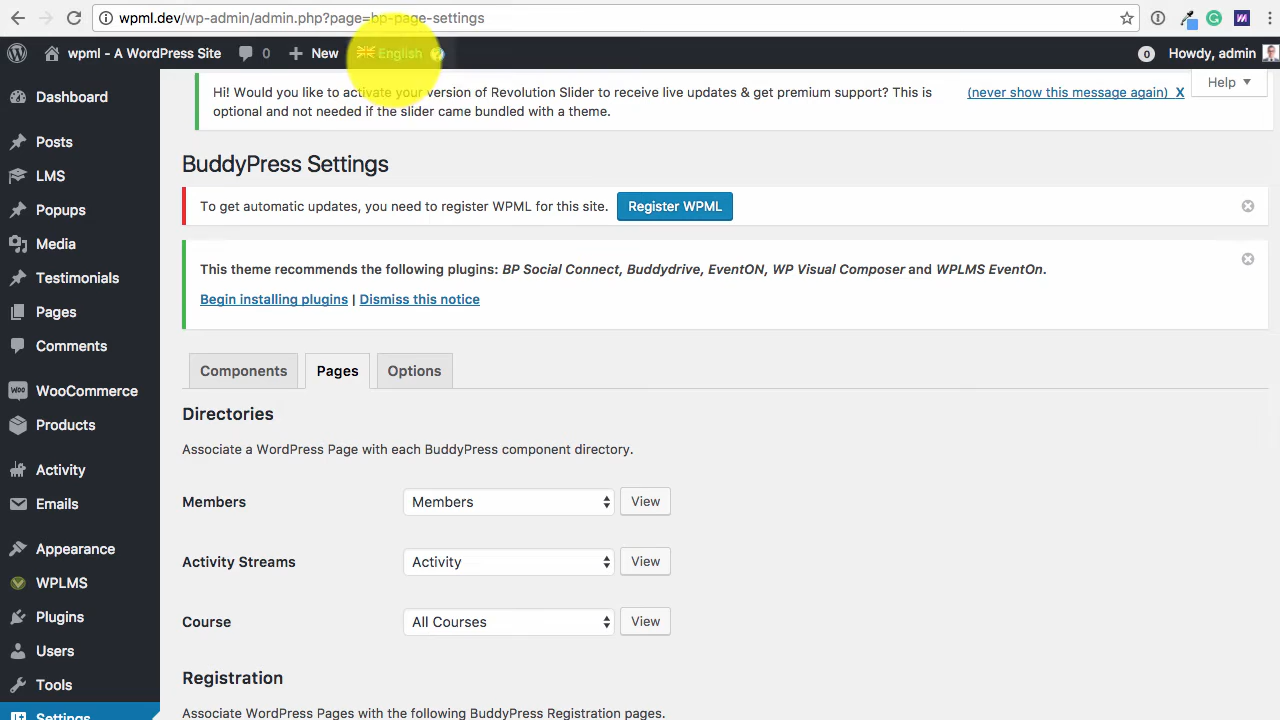 wpml.dev/wp-admin/admin.php?page=bp-page-settings
wpml - A WordPress Site 0 New English ? 0 Howdy, admin
Hi! Would you like to activate your version of Revolution Slider to receive live updates & get premium support? This is
optional and not needed if the slider came bundled with a theme.
(never show this message again) X
Help
Dashboard
Posts
LMS
Popups
Media
Testimonials
Pages
Comments
WooCommerce
Products
Activity
Emails
Appearance
WPLMS
Plugins
Users
Tools
Settings
BuddyPress Settings
To get automatic updates, you need to register WPML for this site. Register WPML
This theme recommends the following plugins: BP Social Connect, Buddydrive, EventON, WP Visual Composer and WPLMS EventOn.
Begin installing plugins | Dismiss this notice
Components Pages Options
Directories
Associate a WordPress Page with each BuddyPress component directory.
Members Members View
Activity Streams Activity View
Course All Courses View
Registration
Associate WordPress Pages with the following BuddyPress Registration pages.